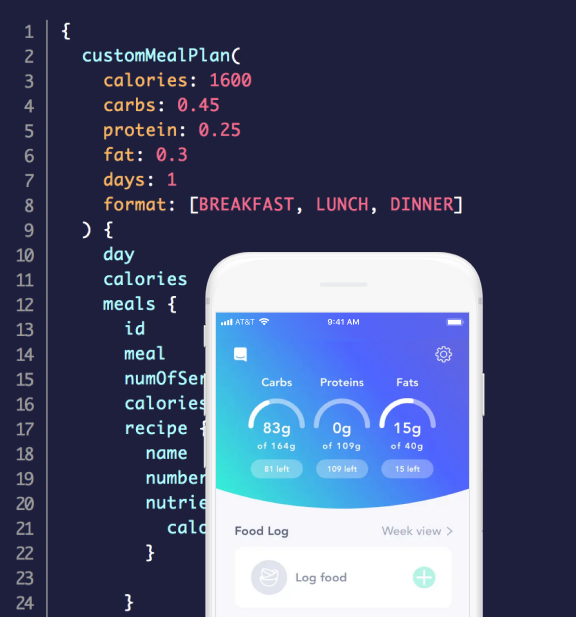 1 {
2 customMealPlan(
3 calories: 1600
4 carbs: 0.45
5 protein: 0.25
6 fat: 0.3
7 days: 1
8 format: [BREAKFAST, LUNCH, DINNER]
9 ) {
10 day
11 calories
12 meals {
13 id
14 meal
15 numOfSer
16 calories
17 recipe {
18 name
19 number
20 nutrie
21 calc
22 }
23
24 }
AT&T 9:41 AM
Carbs Proteins Fats
83g 0g 15g
of 164g of 109g of 40g
81 left 109 left 15 left
Food Log Week view >
Log food